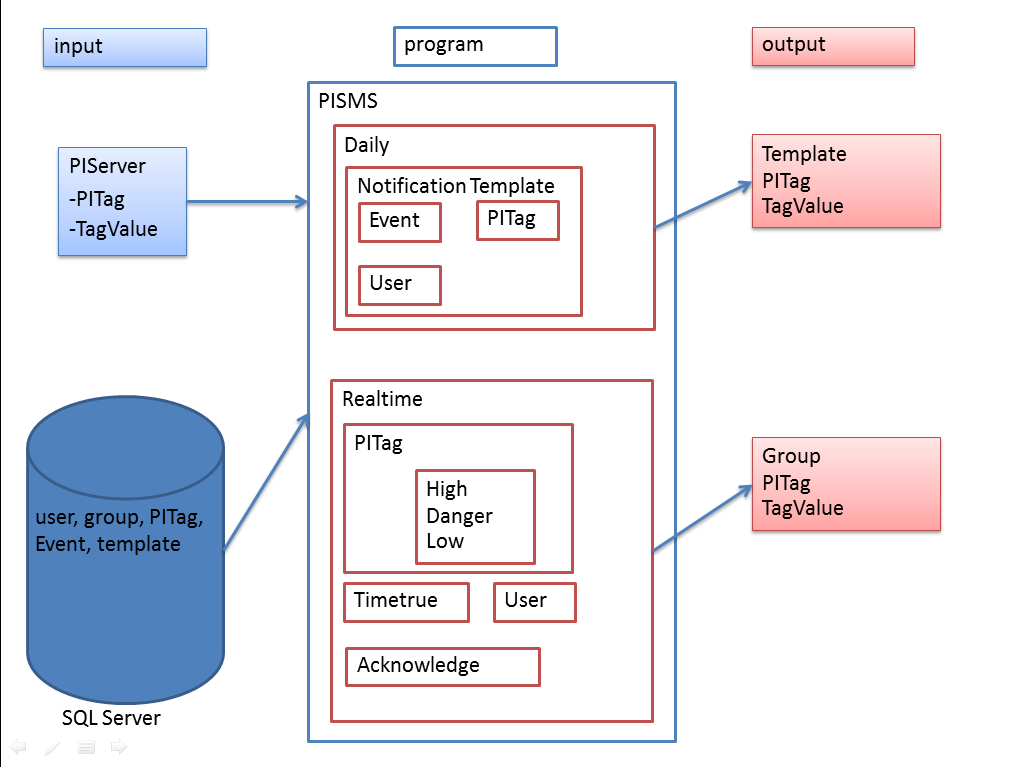 input
program
output
PISMS
Daily
PIServer
-PITag
-TagValue
Notification Template
Event
PITag
User
Template
PITag
TagValue
Realtime
PITag
High
Danger
Low
Timetrue
User
Acknowledge
Group
PITag
TagValue
user, group, PITag,
Event, template
SQL Server